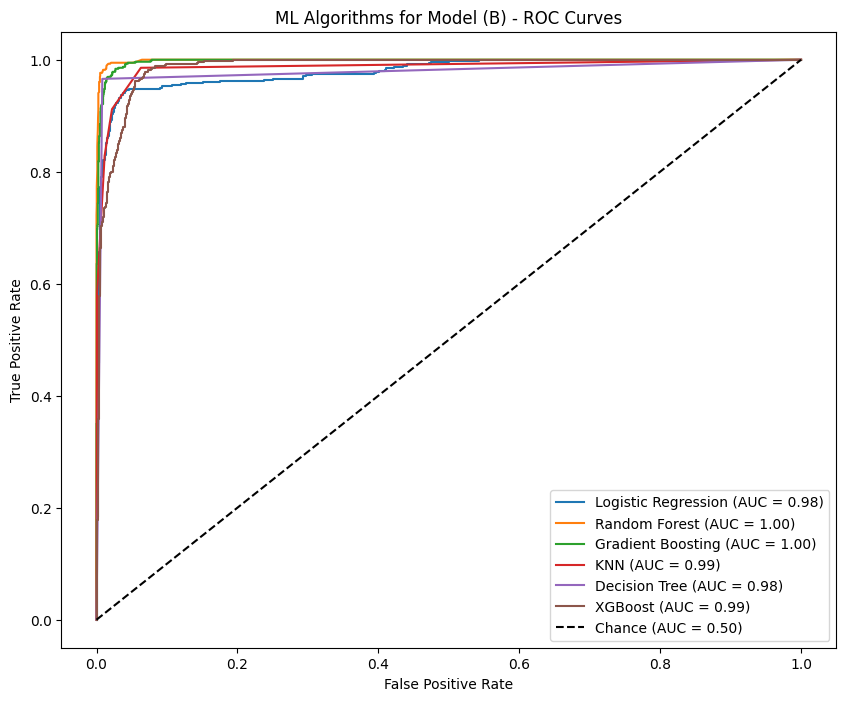 ML Algorithms for Model (B) - ROC Curves
True Positive Rate
1.0
0.8
0.6
0.4
0.2
0.0
Logistic Regression (AUC = 0.98)
Random Forest (AUC = 1.00)
Gradient Boosting (AUC = 1.00)
KNN (AUC = 0.99)
Decision Tree (AUC = 0.98)
XGBoost (AUC = 0.99)
Chance (AUC = 0.50)
0.0 0.2 0.4 0.6 0.8 1.0
False Positive Rate